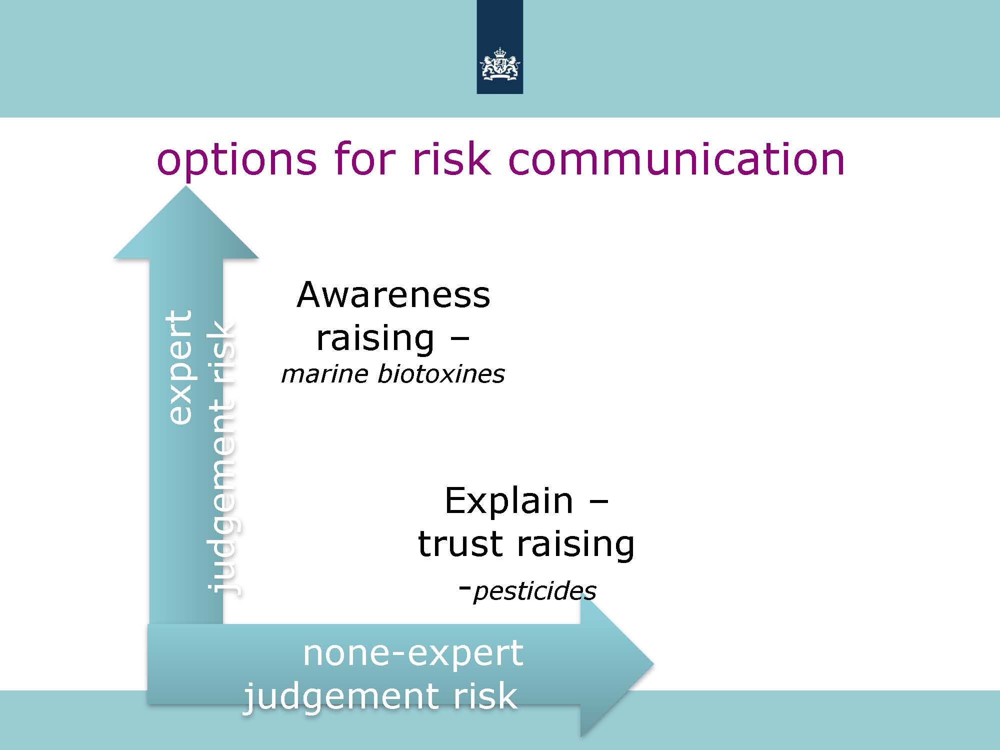 options for risk communication
expert
judgement risk
Awareness
raising –
marine biotoxines
Explain –
trust raising
-pesticides
none-expert
judgement risk